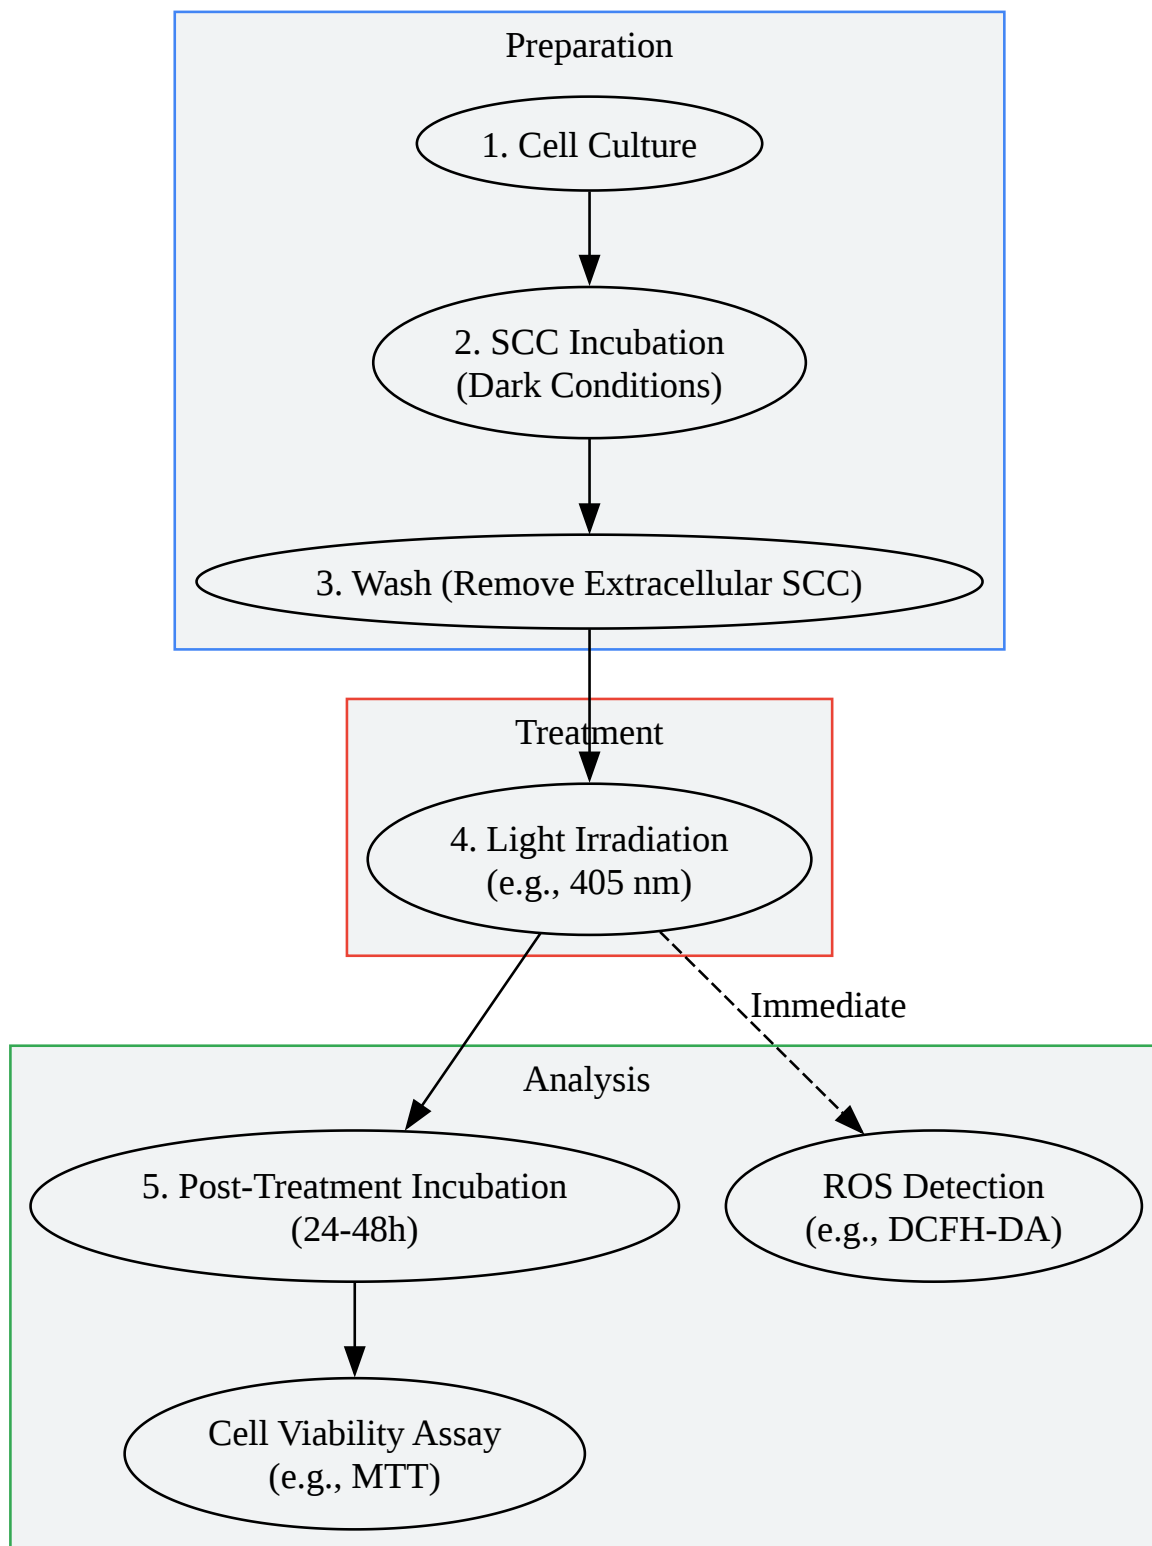 Preparation
1. Cell Culture
2. SCC Incubation
(Dark Conditions)
3. Wash (Remove Extracellular SCC)
Treatment
4. Light Irradiation
(e.g., 405 nm)
Immediate
Analysis
5. Post-Treatment Incubation
(24-48h)
ROS Detection
(e.g., DCFH-DA)
Cell Viability Assay
(e.g., MTT)